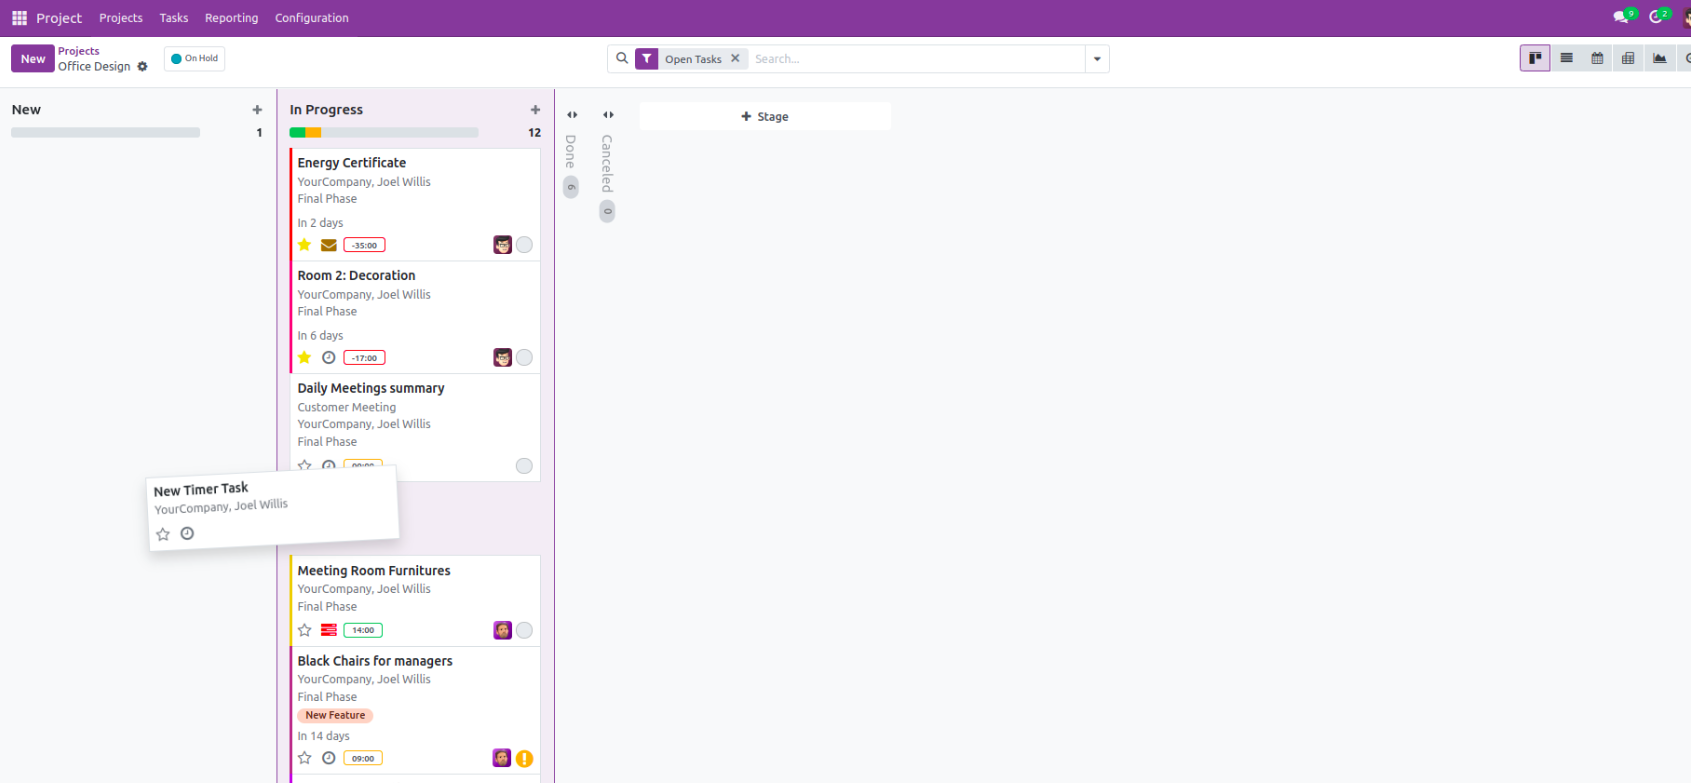 Project Projects Tasks Reporting Configuration 9 2
New Projects
Office Design On Hold
Open Tasks Search...
New
1
In Progress
12
Energy Certificate
YourCompany, Joel Willis
Final Phase
In 2 days
-35:00
Room 2: Decoration
YourCompany, Joel Willis
Final Phase
In 6 days
-17:00
Daily Meetings summary
Customer Meeting
YourCompany, Joel Willis
Final Phase
New Timer Task
YourCompany, Joel Willis
Meeting Room Furnitures
YourCompany, Joel Willis
Final Phase
14:00
Black Chairs for managers
YourCompany, Joel Willis
Final Phase
New Feature
In 14 days
09:00
Done
Canceled
0
Stage